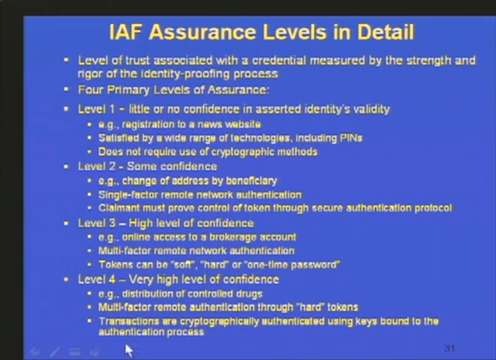 IAF Assurance Levels in Detail
Level of trust associated with a credential measured by the strength and
rigor of the identity-proofing process
Four Primary Levels of Assurance:
Level 1 - little or no confidence in asserted identity's validity
e.g., registration to a news website
Satisfied by a wide range of technologies, including PINs
Does not require use of cryptographic methods
Level 2 - Some confidence
e.g., change of address by beneficiary
Single-factor remote network authentication
Claimant must prove control of token through secure authentication protocol
Level 3 – High level of confidence
e.g., online access to a brokerage account
Multi-factor remote network authentication
Tokens can be "soft", "hard" or "one-time password"
Level 4 – Very high level of confidence
e.g., distribution of controlled drugs
Multi-factor remote authentication through "hard" tokens
Transactions are cryptographically authenticated using keys bound to the
authentication process
31